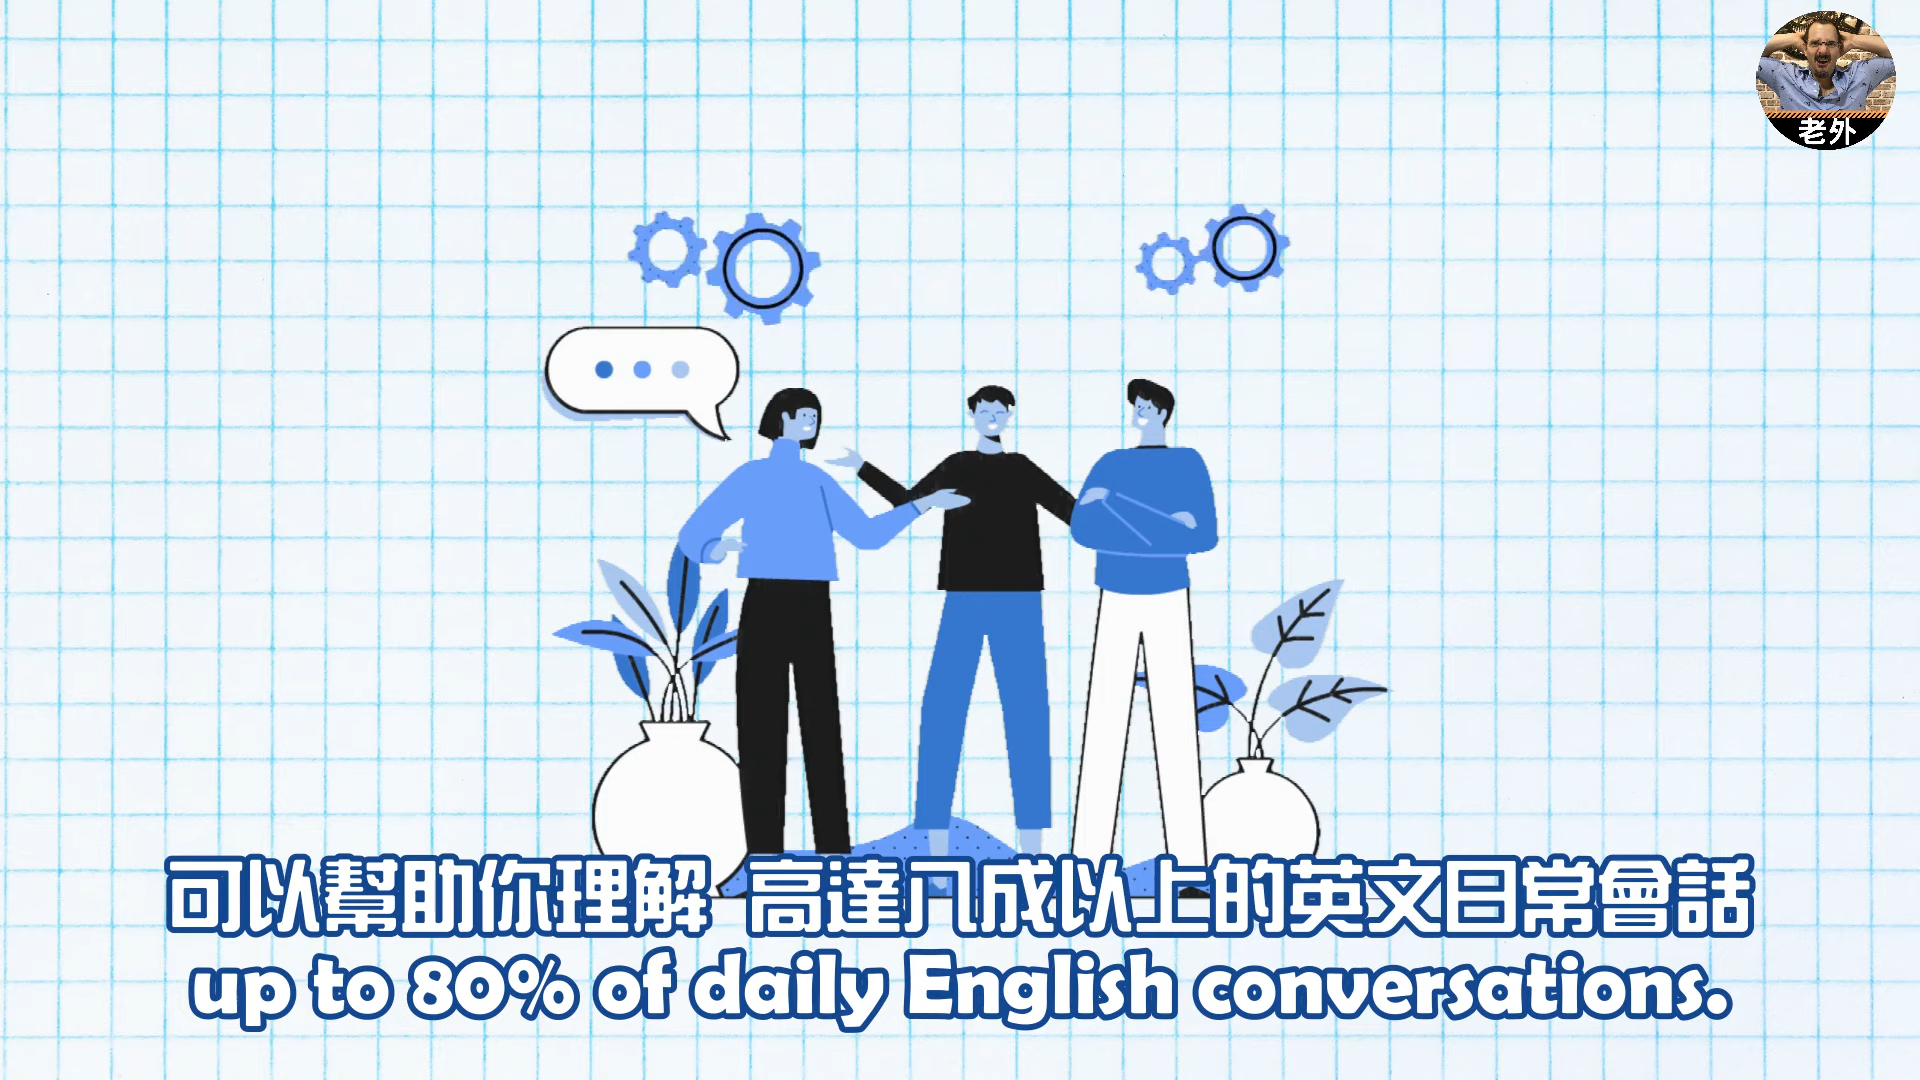 老外
可以幫助你理解 高達八成以上的英文日常會話
up to 80% of daily English conversations.